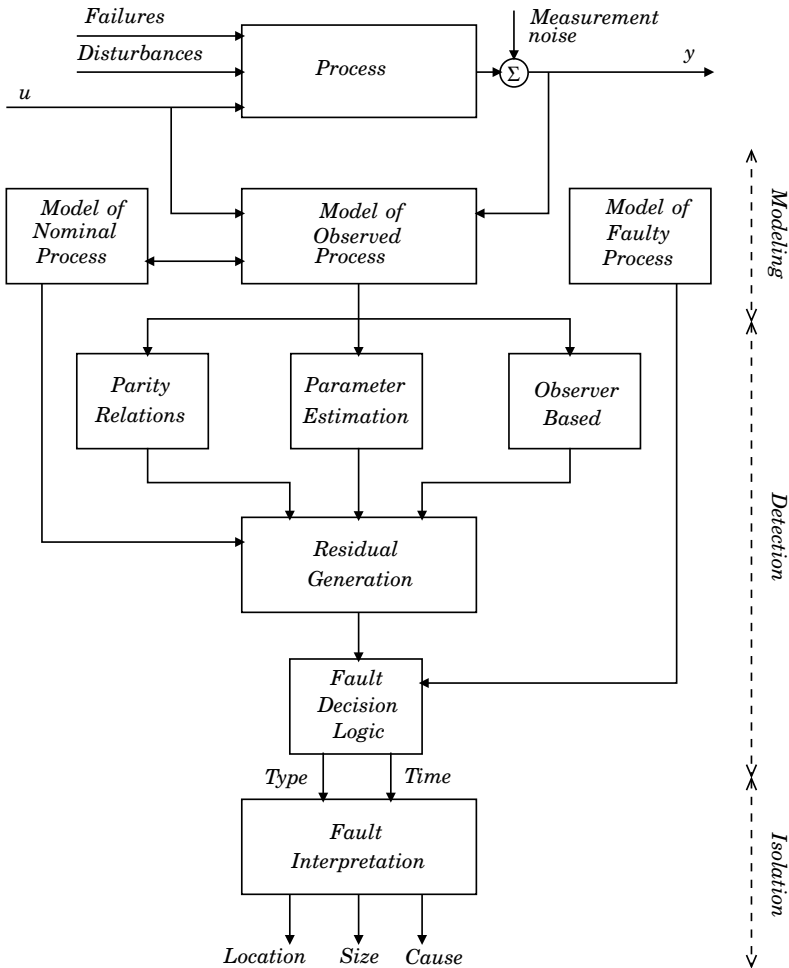 Failures
Disturbances
u
Process
Measurement
noise
Σ
y
Model of
Nominal
Process
Model of
Observed
Process
Model of
Faulty
Process
Modeling
Parity
Relations
Parameter
Estimation
Observer
Based
Detection
Residual
Generation
Fault
Decision
Logic
Type
Time
Fault
Interpretation
Isolation
Location
Size
Cause